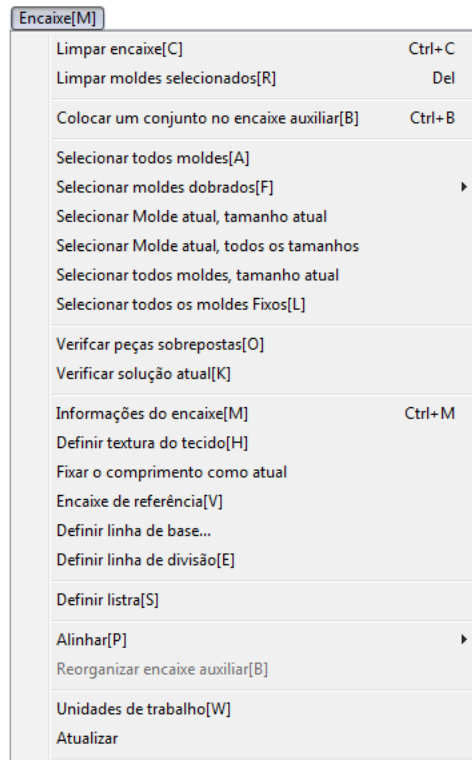 Encaixe[M]
Limpar encaixe[C] Ctrl+C
Limpar moldes selecionados[R] Del
Colocar um conjunto no encaixe auxiliar[B] Ctrl+B
Selecionar todos moldes[A]
Selecionar moldes dobrados[F]
Selecionar Molde atual, tamanho atual
Selecionar Molde atual, todos os tamanhos
Selecionar todos moldes, tamanho atual
Selecionar todos os moldes Fixos[L]
Verifcar peças sobrepostas[O]
Verificar solução atual[K]
Informações do encaixe[M] Ctrl+M
Definir textura do tecido[H]
Fixar o comprimento como atual
Encaixe de referência[V]
Definir linha de base...
Definir linha de divisão[E]
Definir listra[S]
Alinhar[P]
Reorganizar encaixe auxiliar[B]
Unidades de trabalho[W]
Atualizar